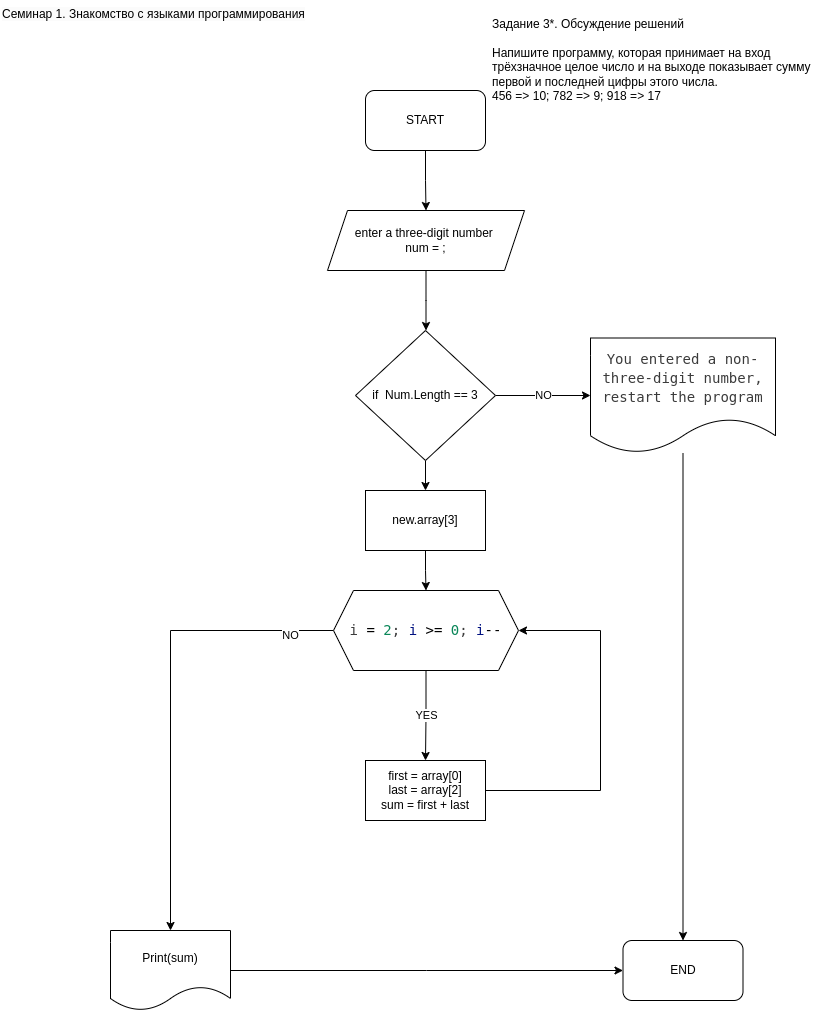 Семинар 1. Знакомство с языками программирования
Задание 3*. Обсуждение решений
Напишите программу, которая принимает на вход
трёхзначное целое число и на выходе показывает сумму
первой и последней цифры этого числа.
456 => 10; 782 => 9; 918 => 17
START
enter a three-digit number
num = ;
if Num.Length == 3
NO
You entered a non-
three-digit number,
restart the program
new.array[3]
i = 2; i >= 0; i--
NO
YES
first = array[0]
last = array[2]
sum = first + last
Print(sum)
END